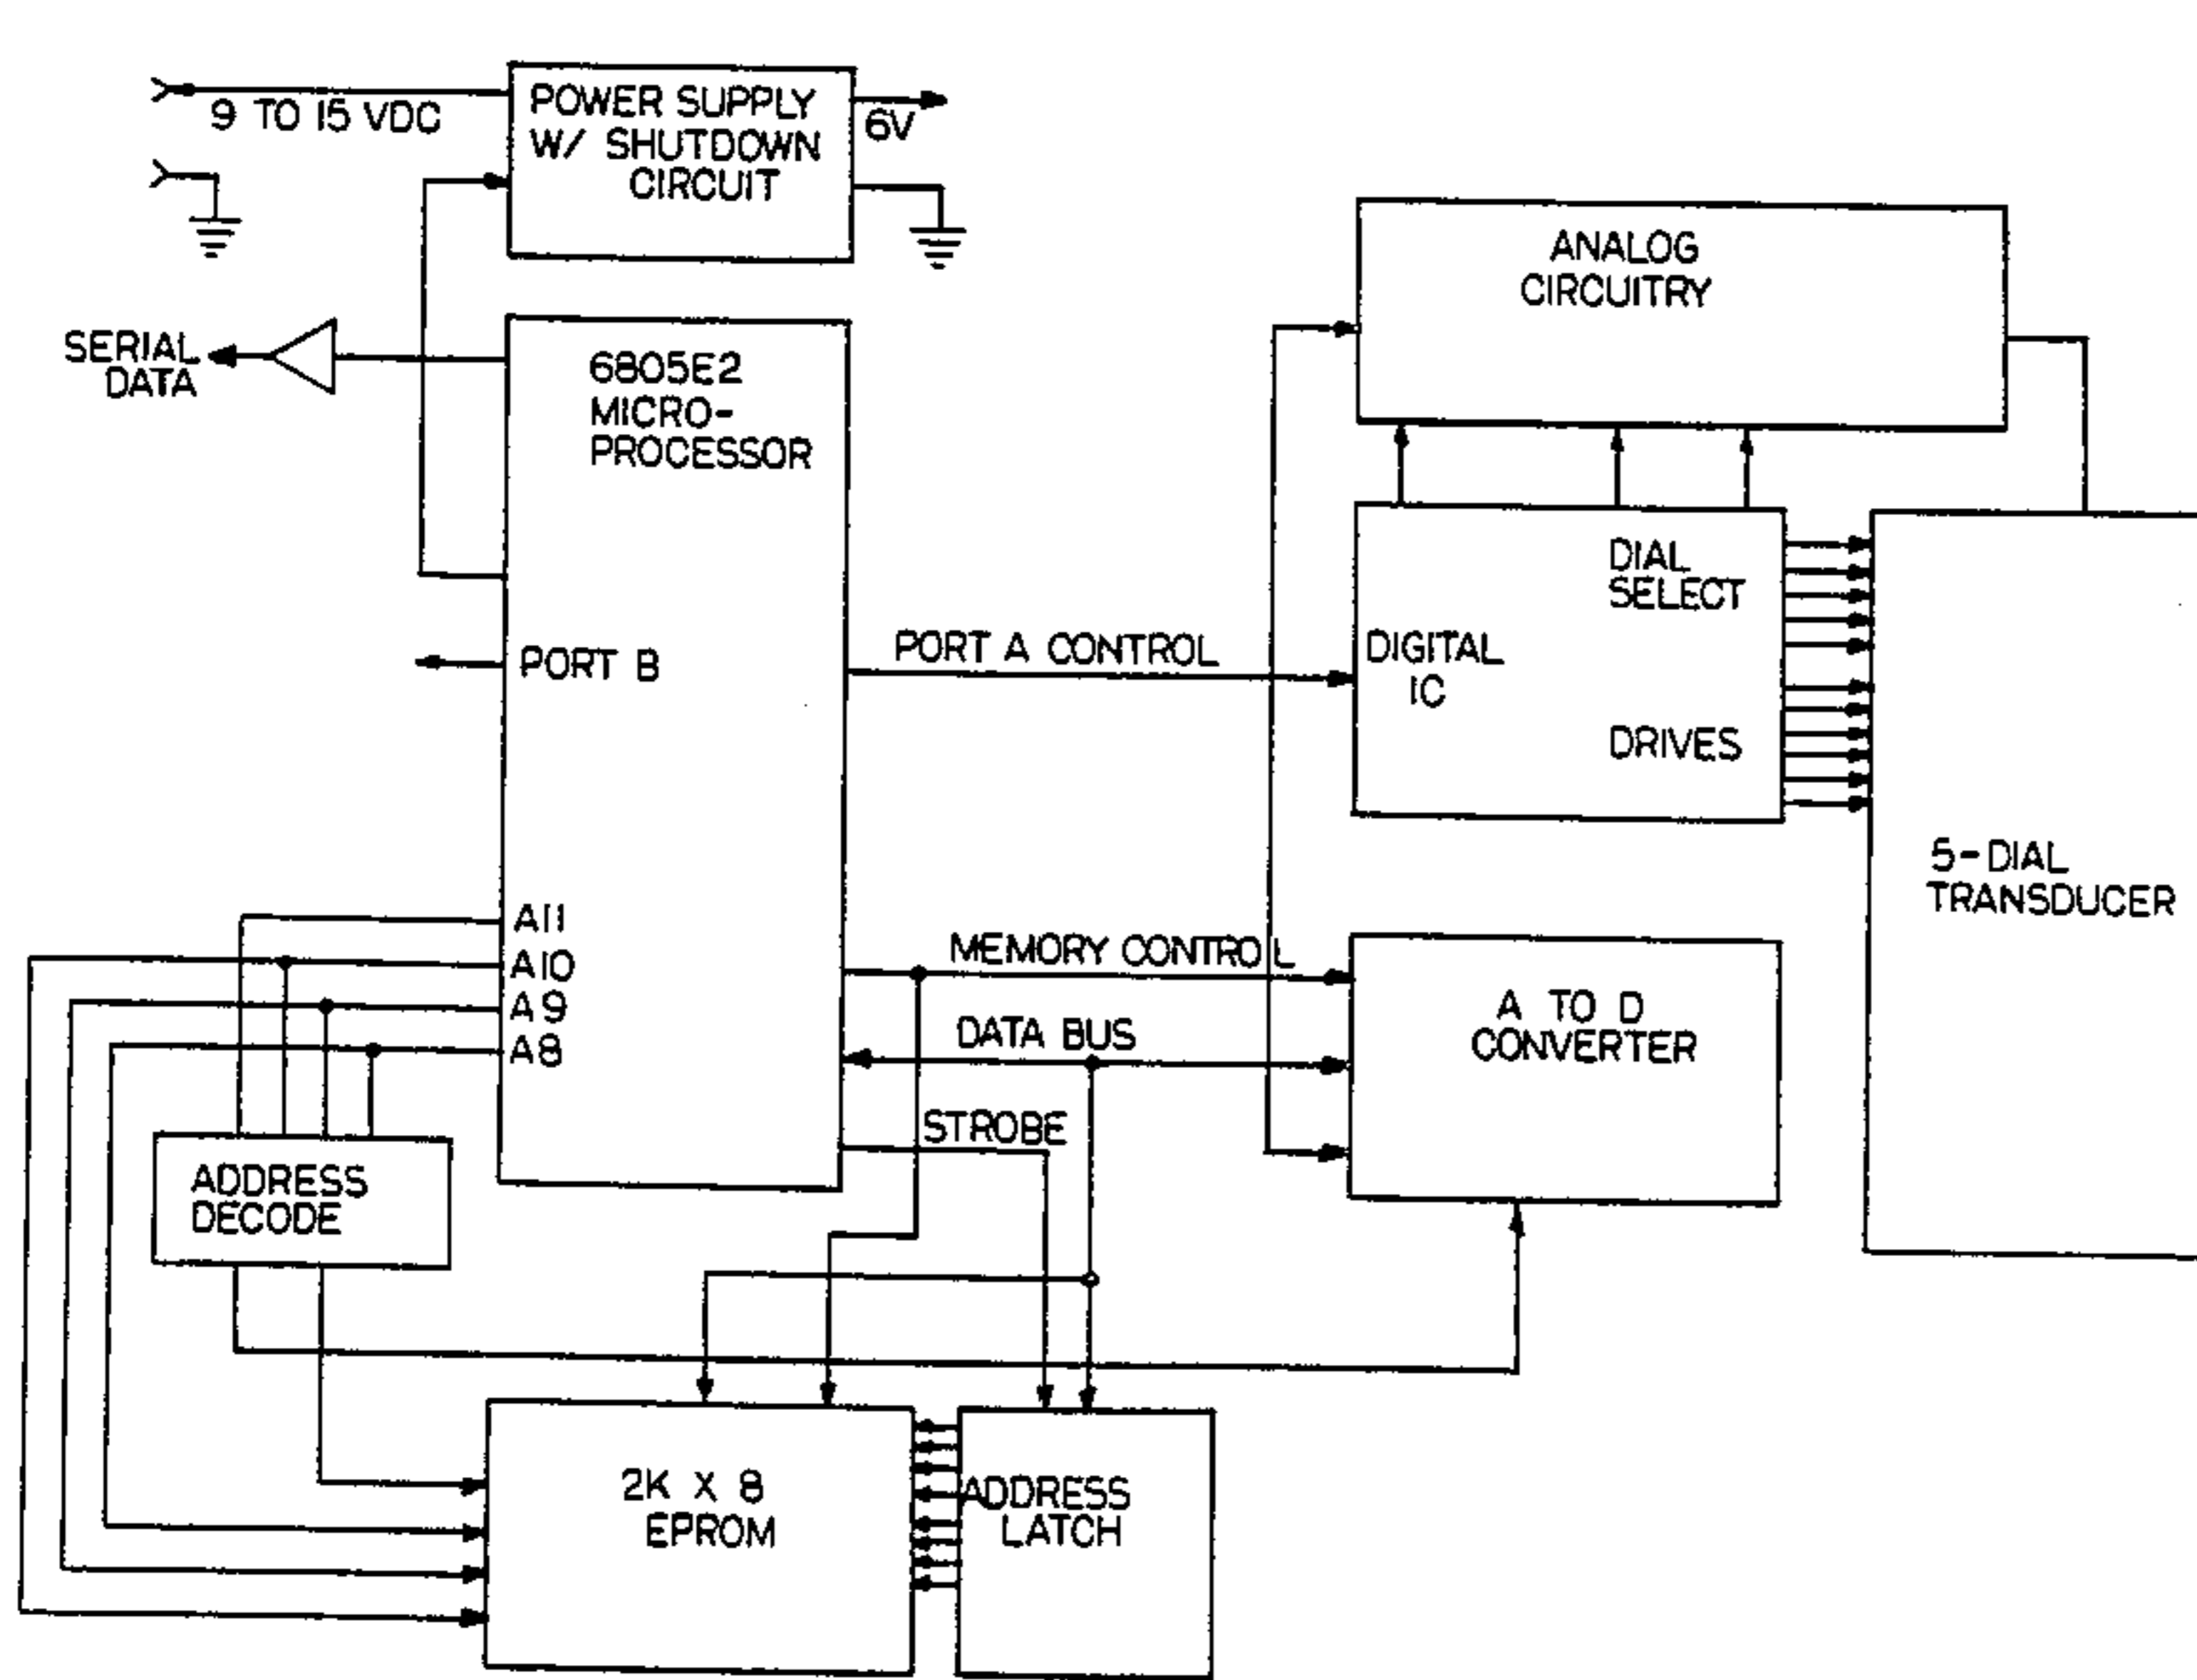 9 TO 15 VDC
POWER SUPPLY
W/ SHUTDOWN
CIRCUIT
6V
SERIAL
DATA
6805E2
MICRO-
PROCESSOR
ANALOG
CIRCUITRY
DIAL
SELECT
DIGITAL
IC
DRIVES
PORT B
PORT A CONTROL
5-DIAL
TRANSDUCER
A11
A10
A9
A8
MEMORY CONTROL
DATA BUS
STROBE
A TO D
CONVERTER
ADDRESS
DECODE
2K X 8
EPROM
ADDRESS
LATCH